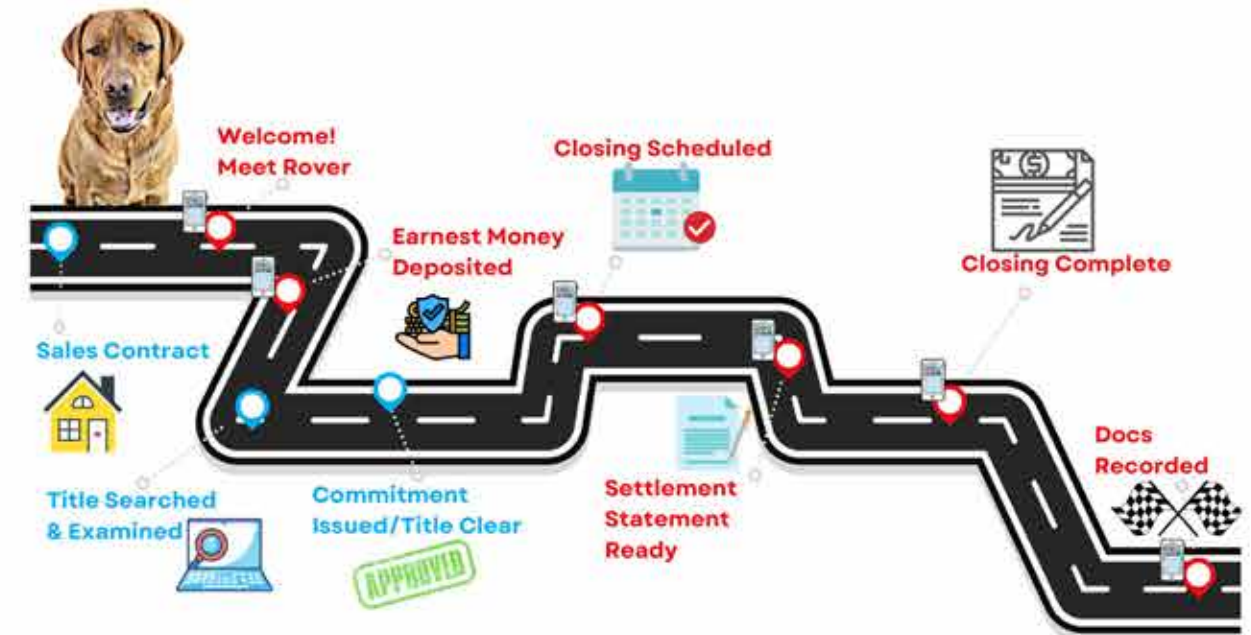 Welcome!
Meet Rover
Closing Scheduled
Earnest Money
Deposited
Closing Complete
Sales Contract
Docs
Recorded
Title Searched
& Examined
Commitment
Issued/Title Clear
Settlement
Statement
Ready
APPROVED